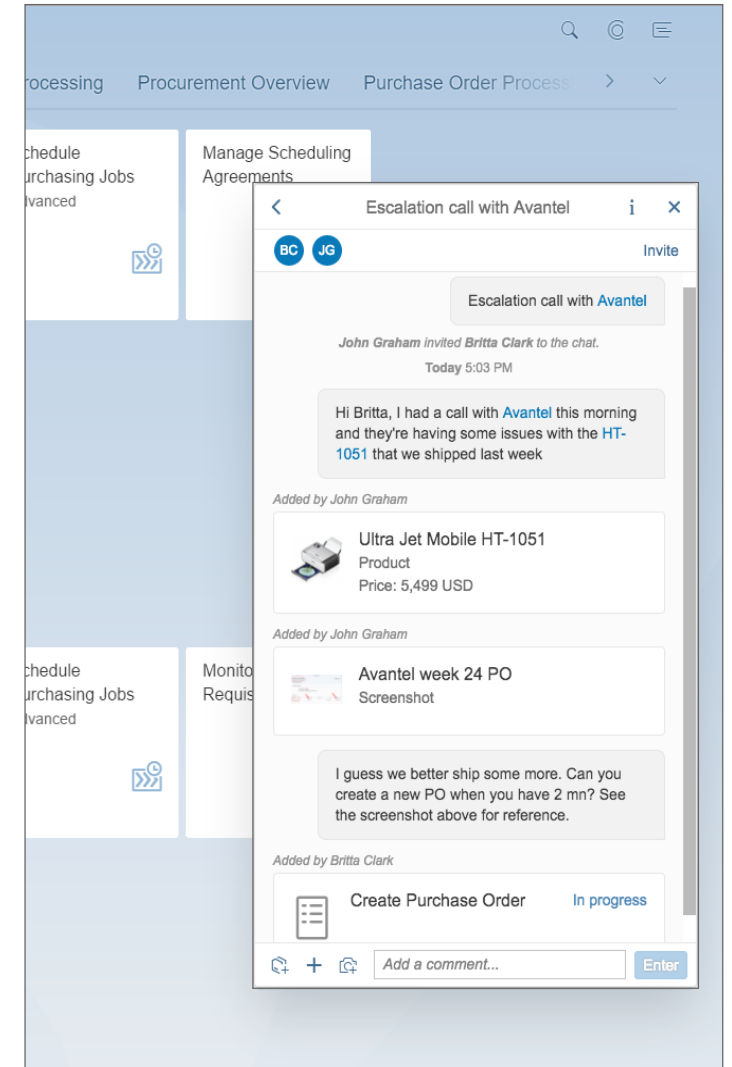 rocessing Procurement Overview Purchase Order Process
chedule
urchasing Jobs
dvanced
Manage Scheduling
Agreements
Escalation call with Avantel
BC JG Invite
Escalation call with Avantel
John Graham invited Britta Clark to the chat.
Today 5:03 PM
Hi Britta, I had a call with Avantel this morning
and they're having some issues with the HT-
1051 that we shipped last week
Added by John Graham
Ultra Jet Mobile HT-1051
Product
Price: 5,499 USD
Added by John Graham
Avantel week 24 PO
Screenshot
chedule
urchasing Jobs
dvanced
Monito
Requis
I guess we better ship some more. Can you
create a new PO when you have 2 mn? See
the screenshot above for reference.
Added by Britta Clark
Create Purchase Order In progress
Add a comment... Enter